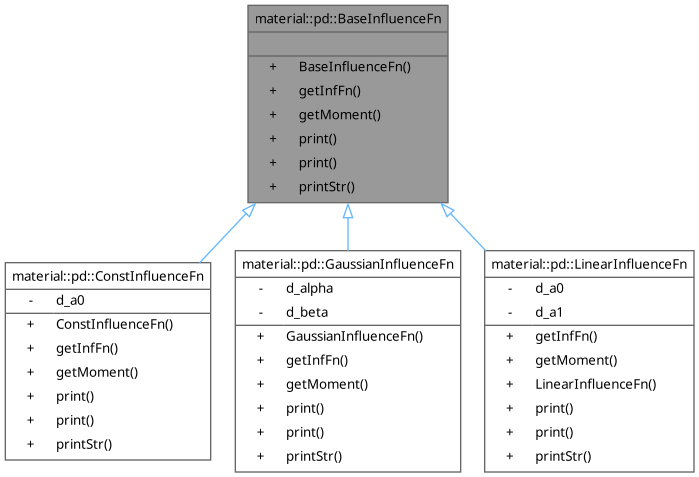 material::pd::BaseInfluenceFn
+ BaseInfluenceFn()
+ getInfFn()
+ getMoment()
+ print()
+ print()
+ printStr()
material::pd::ConstInfluenceFn
- d_a0
+ ConstInfluenceFn()
+ getInfFn()
+ getMoment()
+ print()
+ print()
+ printStr()
material::pd::GaussianInfluenceFn
- d_alpha
- d_beta
+ GaussianInfluenceFn()
+ getInfFn()
+ getMoment()
+ print()
+ print()
+ printStr()
material::pd::LinearInfluenceFn
- d_a0
- d_a1
+ getInfFn()
+ getMoment()
+ LinearInfluenceFn()
+ print()
+ print()
+ printStr()